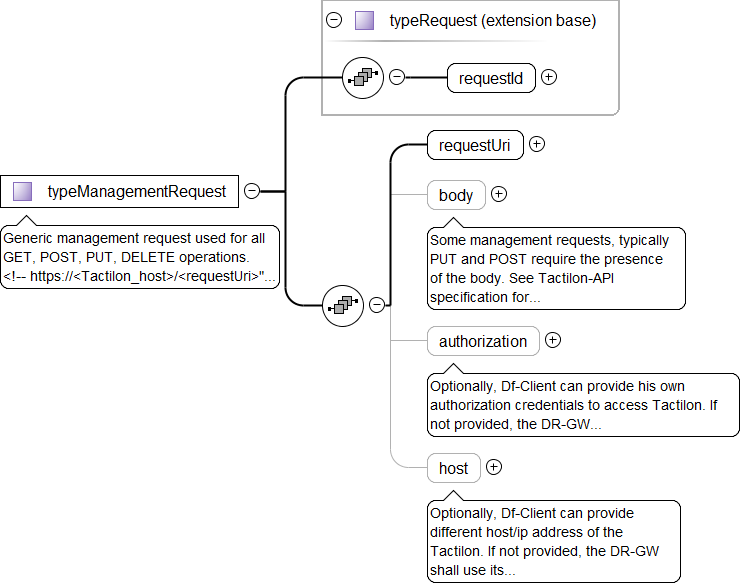 typeRequest (extension base)
requestId
requestUri
typeManagementRequest
Generic management request used for all
GET, POST, PUT, DELETE operations.
<!-- https://<Tactilon_host>/<requestUri>"...
body
Some management requests, typically
PUT and POST require the presence
of the body. See Tactilon-API
specification for...
authorization
Optionally, Df-Client can provide his own
authorization credentials to access Tactilon. If
not provided, the DR-GW...
host
Optionally, Df-Client can provide
different host/ip address of the
Tactilon. If not provided, the DR-GW
shall use its...